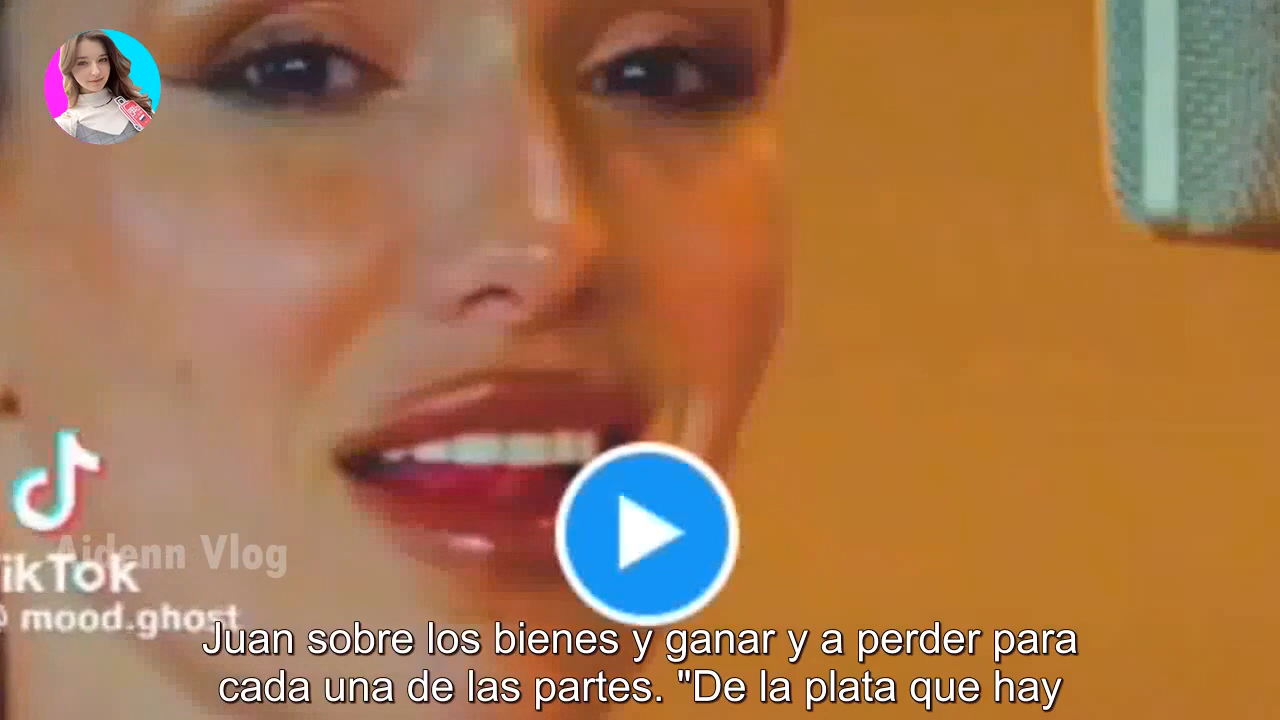 Aidenn Vlog
ikTok
mood.ghost
Juan sobre los bienes y ganar y a perder para
cada una de las partes. "De la plata que hay